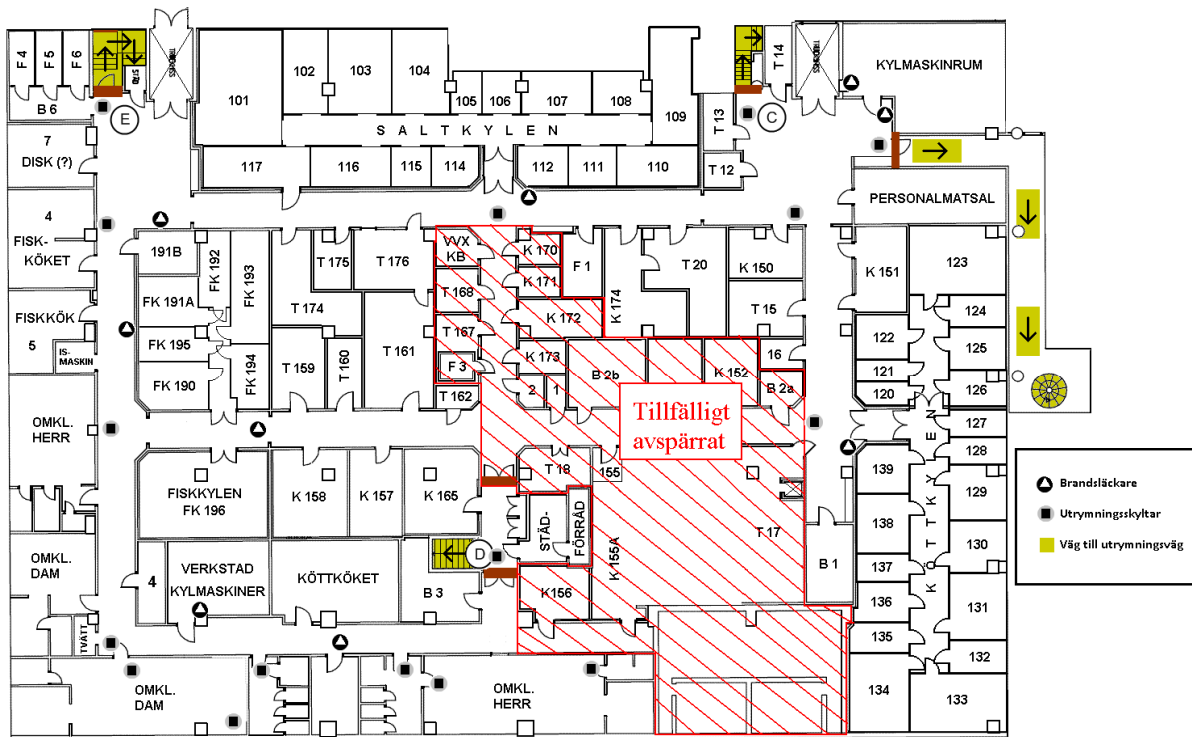 F 4
F 5
F 6
STÄD
B 6
E
101
102
103
104
105
106
107
108
109
SALTKYLEN
117
116
115
114
112
111
110
T 13
T 12
T 14
C
KYLMASKINRUM
PERSONALMATSAL
7
DISK (?)
4
FISK-
KÖKET
FISKKÖK
5
IS-
MASKIN
OMKL.
HERR
OMKL.
DAM
TVÄTT
191B
FK 192
FK 193
FK 191A
FK 195
FK 190
FK 194
T 175
T 176
T 174
T 159
T 160
T 161
VVX
KB
T 168
T 167
F 3
T 162
K 170
K 171
K 172
K 173
2
1
F 1
K 174
T 20
K 150
T 15
16
B 2b
K 152
B 2a
Tillfälligt
avspärrat
K 151
122
121
120
123
124
125
126
127
128
129
130
131
132
133
134
135
136
137
138
139
KÖTTKYLEN
FISKKYLEN
FK 196
K 158
K 157
K 165
T 18
155
STÄD-
FÖRRÅD
K 155A
T 17
B 1
4
VERKSTAD
KYLMASKINER
KÖTTKÖKET
B 3
D
K156
OMKL.
DAM
OMKL.
HERR
Brandsläckare
Utrymningsskyltar
Väg till utrymningsväg